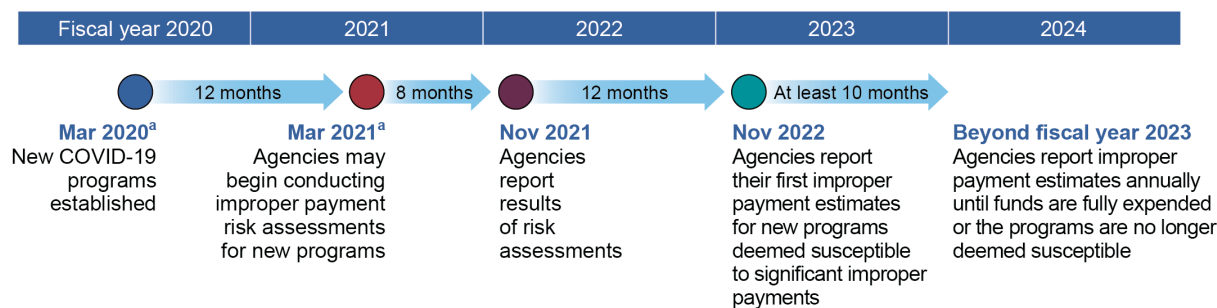 Fiscal year 2020
2021
2022
2023
2024
12 months
8 months
12 months
At least 10 months
Mar 2020a
New COVID-19
programs
established
Mar 2021a
Agencies may
begin conducting
improper payment
risk assessments
for new programs
Nov 2021
Agencies
report
results
of risk
assessments
Nov 2022
Agencies report
their first improper
payment estimates
for new programs
deemed susceptible
to significant improper
payments
Beyond fiscal year 2023
Agencies report improper
payment estimates annually
until funds are fully expended
or the programs are no longer
deemed susceptible